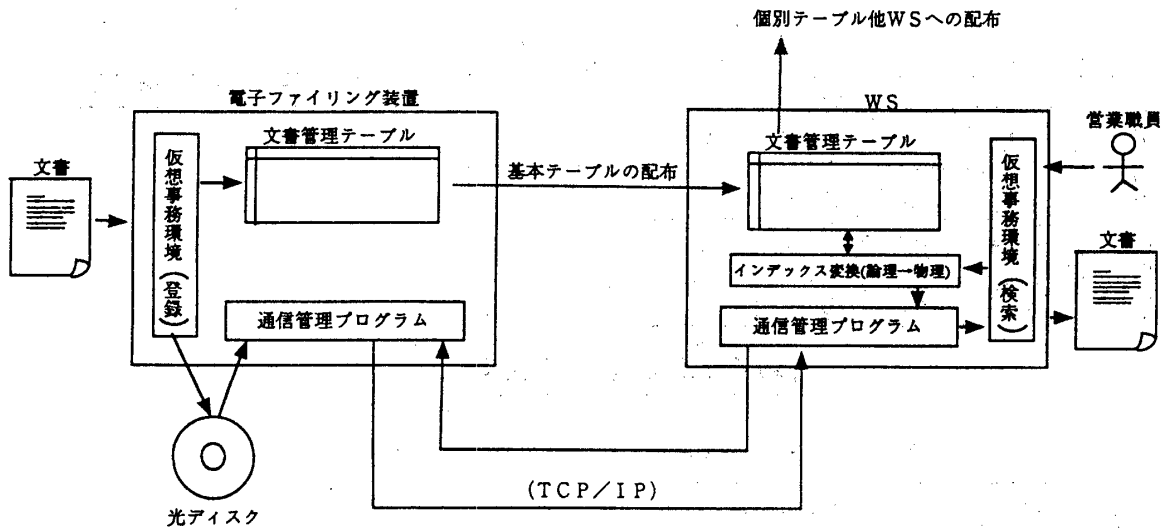 個別テーブル他WSへの配布
電子ファイリング装置
WS
営業職員
文書
仮想事務環境(登録)
文書管理テーブル
基本テーブルの配布
文書管理テーブル
仮想事務環境(検索)
文書
インデックス変換(論理→物理)
通信管理プログラム
通信管理プログラム
(TCP/IP)
光ディスク